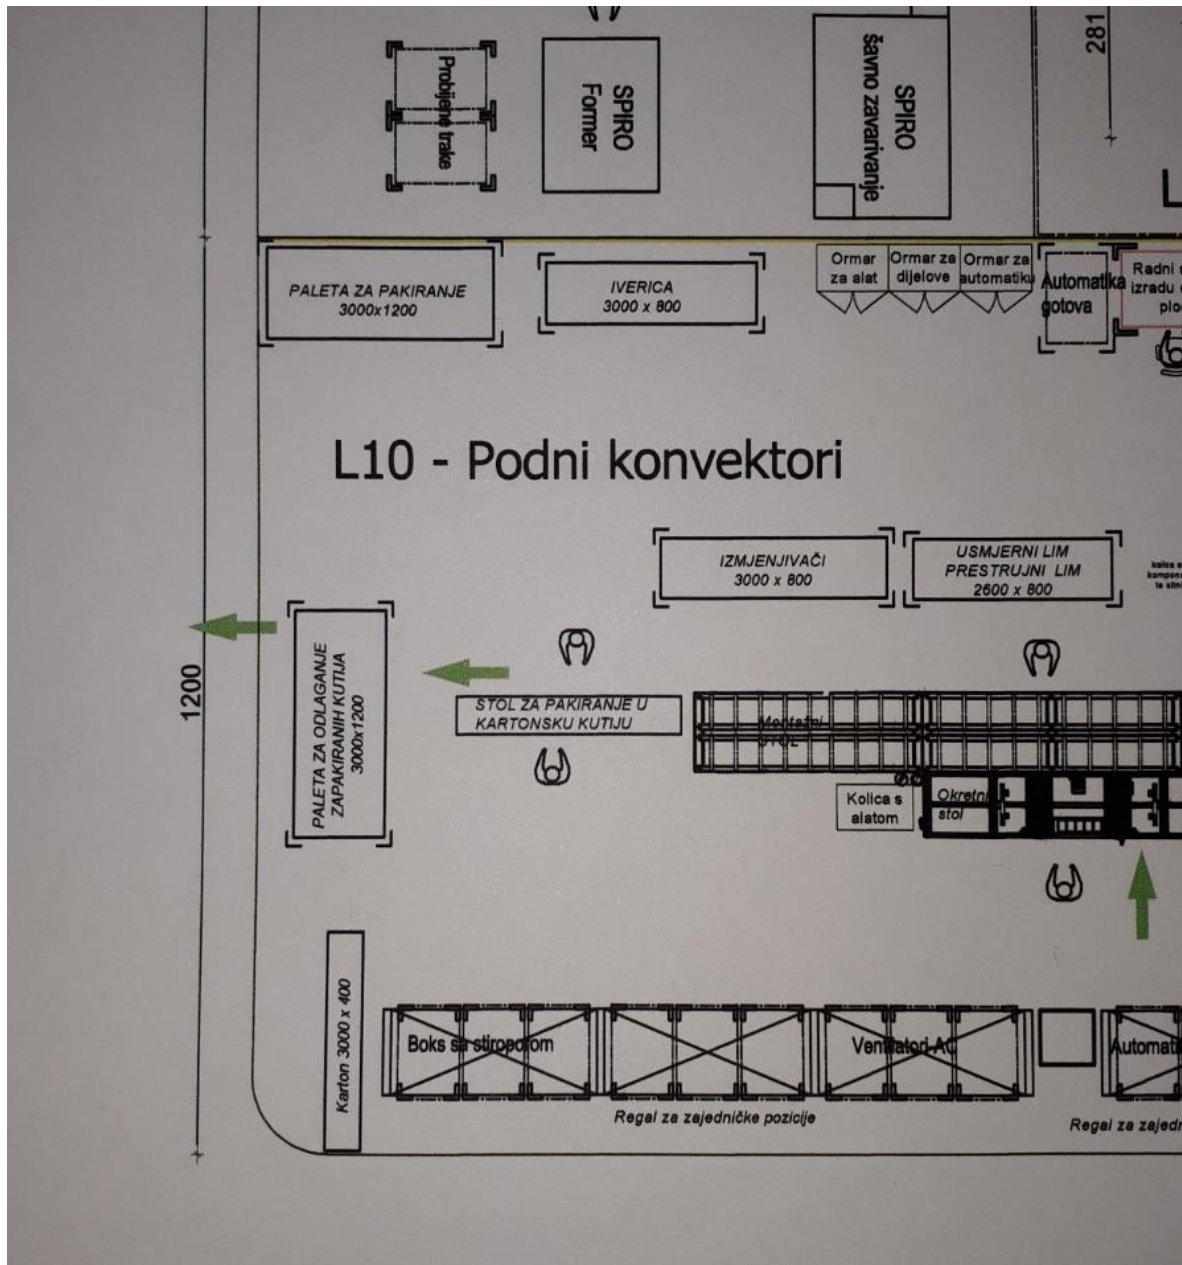 281
Probijene trake
SPIRO
Former
SPIRO
šavno zavarivanje
PALETA ZA PAKIRANJE
3000x1200
IVERICA
3000 x 800
Ormar
za alat
Ormar za
dijelove
Ormar za
automatiku
Automatika
gotova
Radni
izradu
L10 - Podni konvektori
IZMJENJIVAČI
3000 x 800
USMJERNI LIM
PRESTRUJNI LIM
2600 x 800
kolica
1200
PALETA ZA ODLAGANJE
ZAPAKIRANIH KUTIJA
3000x1200
STOL ZA PAKIRANJE U
KARTONSKU KUTIJU
Montažni
STOL
Kolica s
alatom
Okretni
stol
Karton 3000 x 400
Boks sa stiroporom
Ventilatori AC
Automati
Regal za zajedničke pozicije
Regal za zajedn